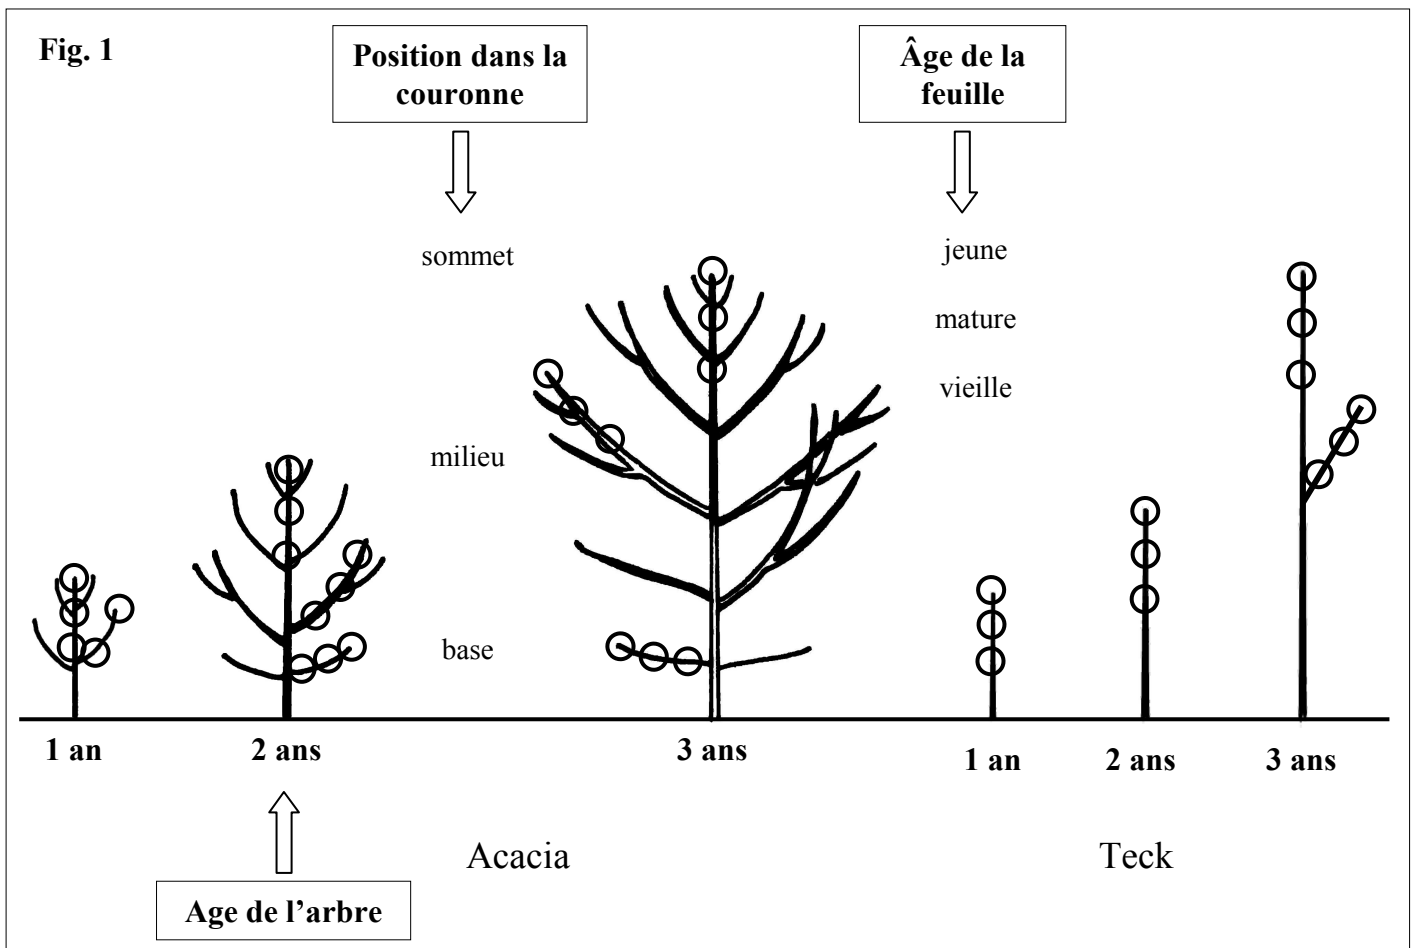 Fig. 1
Position dans la
couronne
Âge de la
feuille
sommet
jeune
mature
vieille
milieu
base
1 an
2 ans
3 ans
1 an
2 ans
3 ans
Acacia
Teck
Age de l’arbre